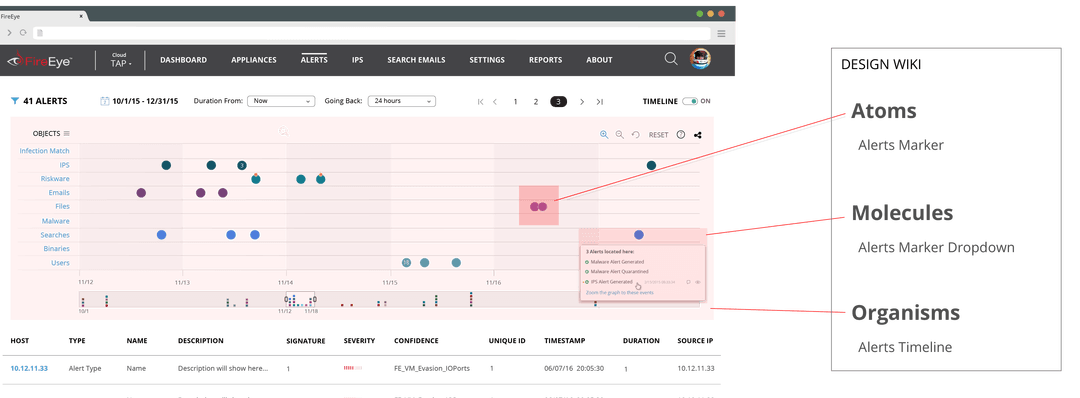 FireEye
FireEye
Cloud
TAP
DASHBOARD
APPLIANCES
ALERTS
IPS
SEARCH EMAILS
SETTINGS
REPORTS
ABOUT
41 ALERTS
10/1/15 - 12/31/15
Duration From:
Now
Going Back:
24 hours
1 2 3
TIMELINE
ON
OBJECTS
RESET
Infection Match
IPS
3
Riskware
Emails
Files
Malware
Searches
Binaries
Users
15
3 Alerts located here:
Malware Alert Generated
Malware Alert Quarantined
IPS Alert Generated
Zoom the graph to these events
11/12
11/13
11/14
11/15
11/16
10/1
11/12
11/18
HOST TYPE NAME DESCRIPTION SIGNATURE SEVERITY CONFIDENCE UNIQUE ID TIMESTAMP DURATION SOURCE IP
10.12.11.33 Alert Type Name Description will show here... 1 FE_VM_Evasion_IOPorts 1 06/07/16 20:05:30 1 10.12.11.33
DESIGN WIKI
Atoms
Alerts Marker
Molecules
Alerts Marker Dropdown
Organisms
Alerts Timeline